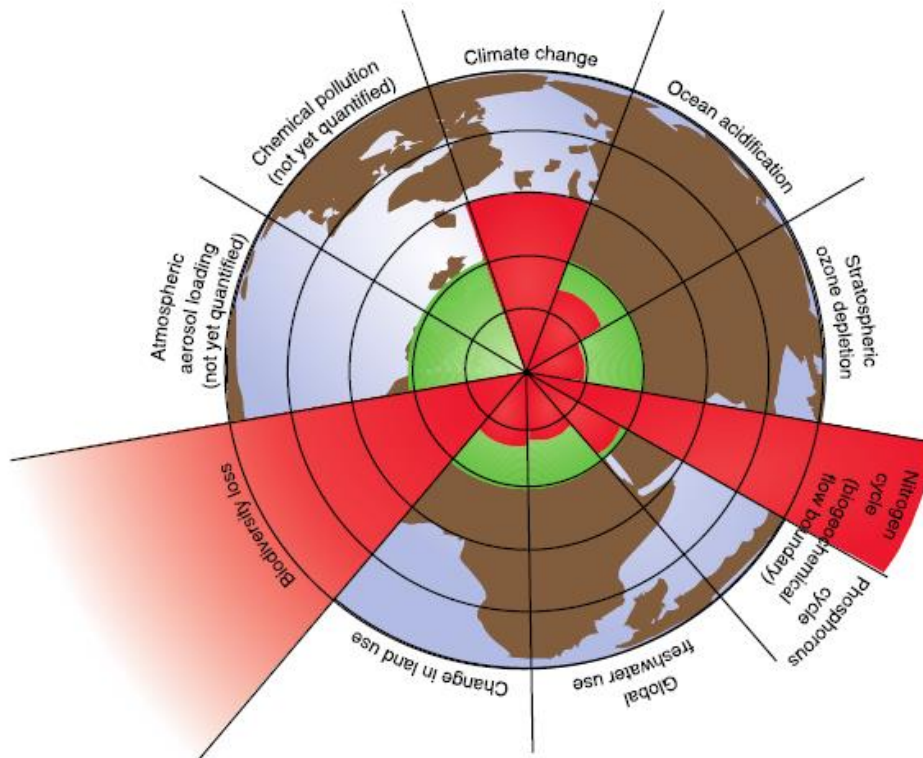 Climate change
Ocean acidification
Stratospheric
ozone depletion
Nitrogen
cycle
(biogeochemical
flow boundary)
Phosphorous
cycle
Global
freshwater use
Change in land use
Biodiversity loss
Atmospheric
aerosol loading
(not yet quantified)
Chemical pollution
(not yet quantified)